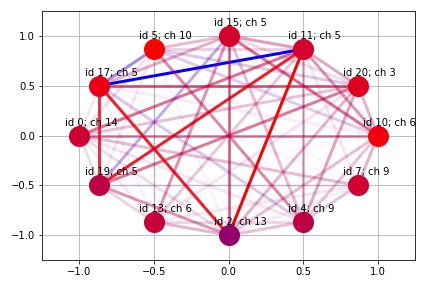 id 15; ch 5
id 5; ch 10
id 11; ch 5
1.0
id 17; ch 5
id 20; ch 3
0.5
id 0; ch 14
id 10; ch 6
0.0
id 19; ch 5
id 7; ch 9
−0.5
id 13; ch 6
id 4; ch 9
id 2; ch 13
−1.0
−1.0 −0.5 0.0 0.5 1.0